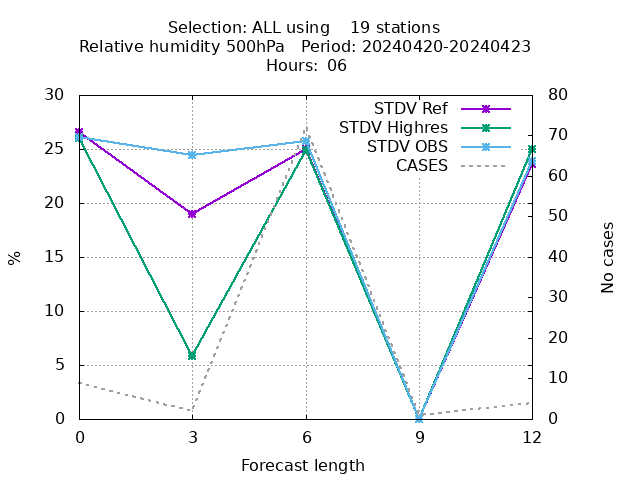 Selection: ALL using    19 stations
Relative humidity 500hPa   Period: 20240420-20240423
Hours: 06
30
25
20
15
10
5
0
80
70
60
50
40
30
20
10
0
STDV Ref
STDV Highres
STDV OBS
CASES
%
No cases
0 3 6 9 12
Forecast length